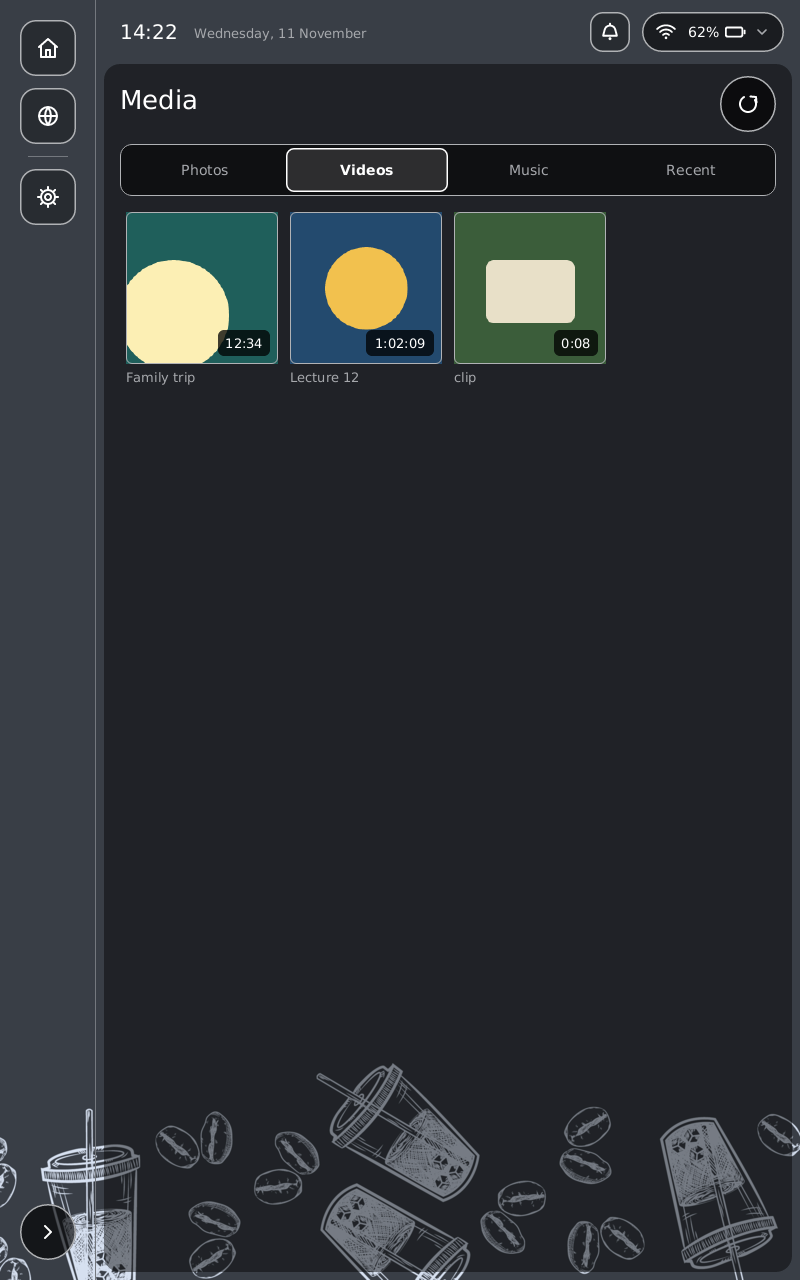 14:22 Wednesday, 11 November 62%
Media
Photos Videos Music Recent
12:34 1:02:09 0:08
Family trip Lecture 12 clip